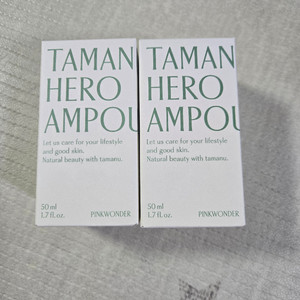 TAMAN
HERO
AMPOU
Let us care for your lifestyle
and good skin.
Natural beauty with tamanu.
50 ml
1.7 fl. oz.
PINKWONDER
TAMAN
HERO
AMPOU
Let us care for your lifestyle
and good skin.
Natural beauty with tamanu.
50 ml
1.7 fl. oz.
PINKWONDER